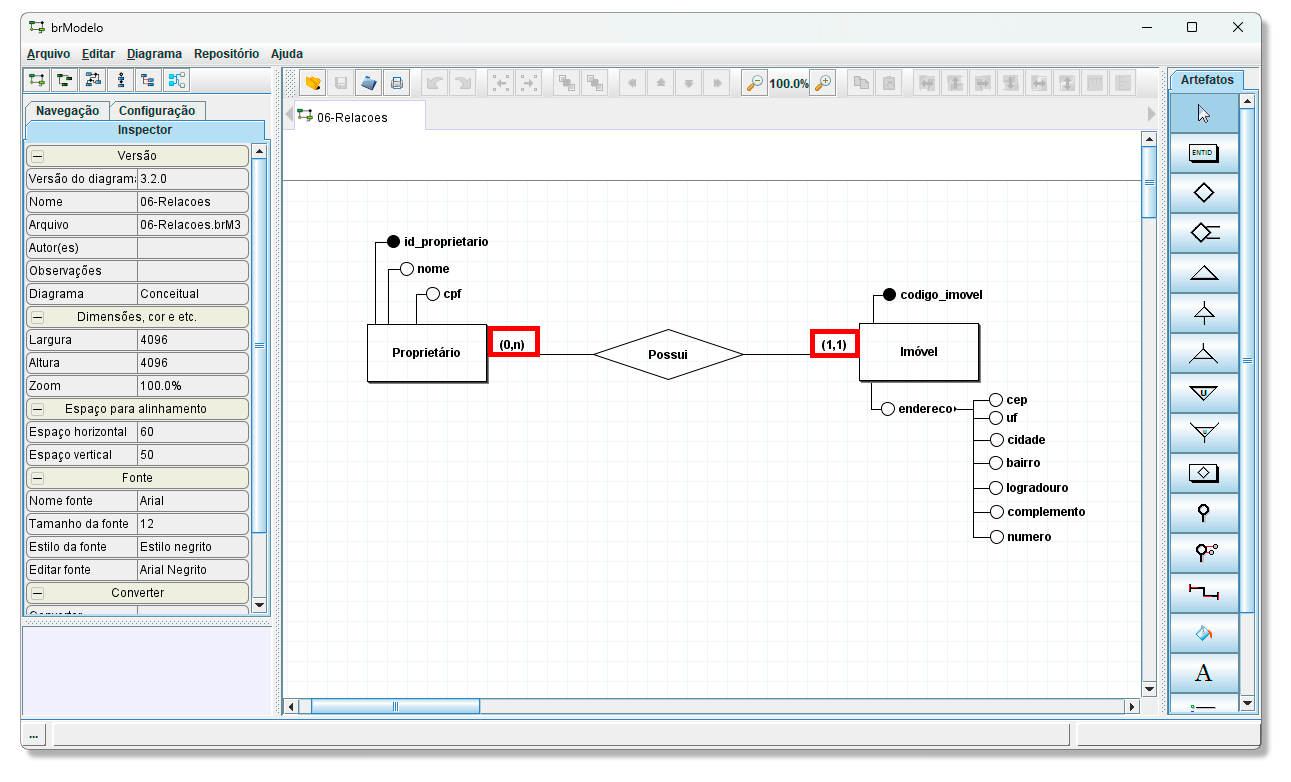 brModelo
Arquivo Editar Diagrama Repositório Ajuda
100.0%
Artefatos
Navegação Configuração
Inspector
06-Relacoes
Versão
Versão do diagrama 3.2.0
Nome 06-Relacoes
Arquivo 06-Relacoes.brM3
Autor(es)
Observações
Diagrama Conceitual
Dimensões, cor e etc.
Largura 4096
Altura 4096
Zoom 100.0%
Espaço para alinhamento
Espaço horizontal 60
Espaço vertical 50
Fonte
Nome fonte Arial
Tamanho da fonte 12
Estilo da fonte Estilo negrito
Editar fonte Arial Negrito
Converter
...
id_proprietario
nome
cpf
Proprietário
(0,n)
Possui
(1,1)
codigo_imovel
Imóvel
endereco
cep
uf
cidade
bairro
logradouro
complemento
numero
ENTID
U
A